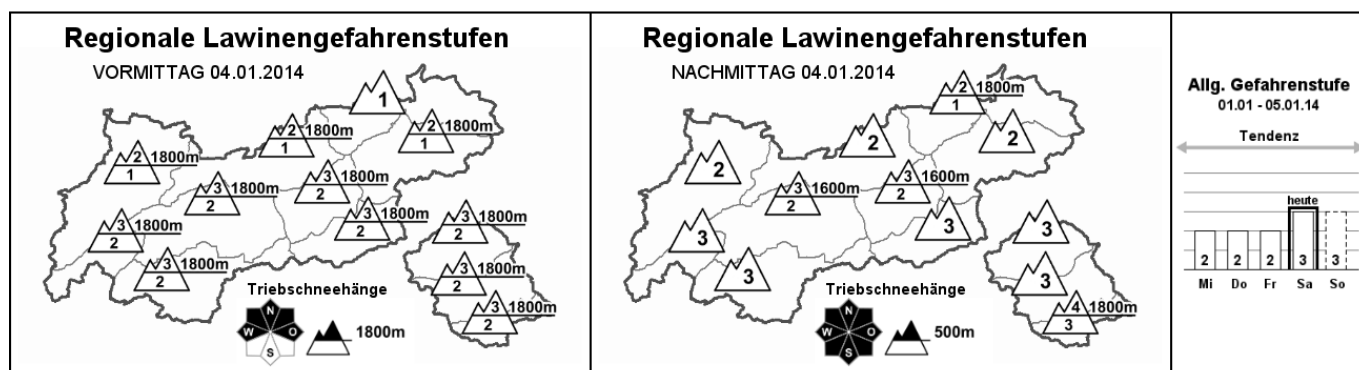 Regionale Lawinengefahrenstufen
VORMITTAG 04.01.2014
1
2 1800m
1
2 1800m
1
2 1800m
1
3 1800m
2
3 1800m
2
3 1800m
2
3 1800m
2
3 1800m
2
3 1800m
2
3 1800m
2
3 1800m
2
Triebschneehänge
N
W O
S
1800m
Regionale Lawinengefahrenstufen
NACHMITTAG 04.01.2014
2 1800m
1
2
2
2
3 1600m
2
3 1600m
2
3
3
3
3
3
4 1800m
3
Triebschneehänge
N
W O
S
500m
Allg. Gefahrenstufe
01.01 - 05.01.14
Tendenz
heute
2 2 2 3 3
Mi Do Fr Sa So